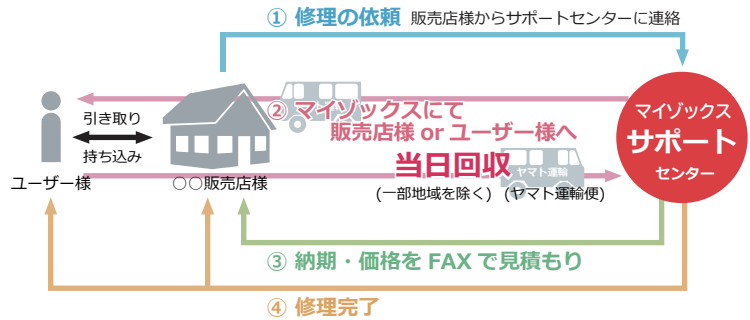 ① 修理の依頼 販売店様からサポートセンターに連絡
② マイゾックスにて
販売店様 or ユーザー様へ
当日回収
(一部地域を除く) (ヤマト運輸便)
ヤマト運輸
引き取り
持ち込み
ユーザー様
○○販売店様
マイゾックス
サポート
センター
③ 納期・価格を FAX で見積もり
④ 修理完了